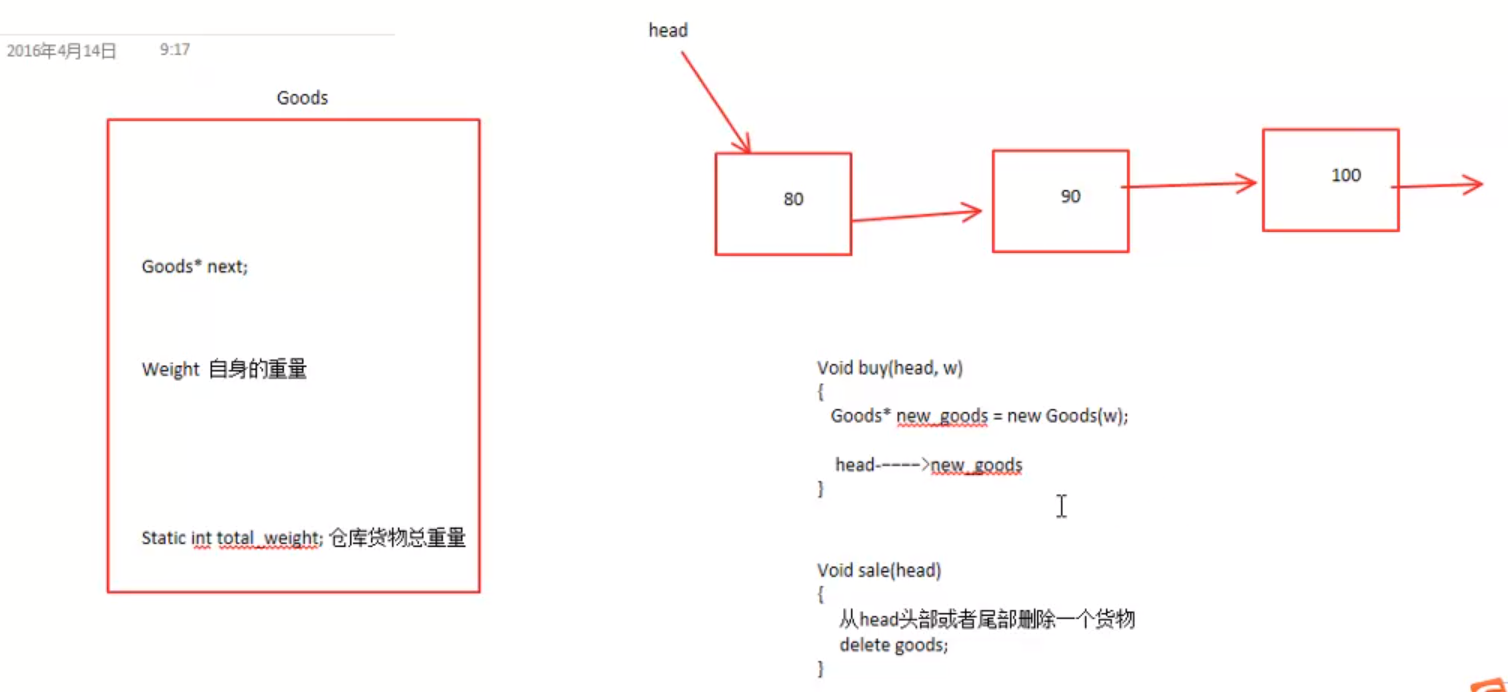 2016年4月14日 9:17
Goods
Goods* next;
Weight 自身的重量
Static int total_weight; 仓库货物总重量
head
80
90
100
Void buy(head, w)
{
Goods* new_goods = new Goods(w);
head----->new_goods
}
Void sale(head)
{
从head头部或者尾部删除一个货物
delete goods;
}